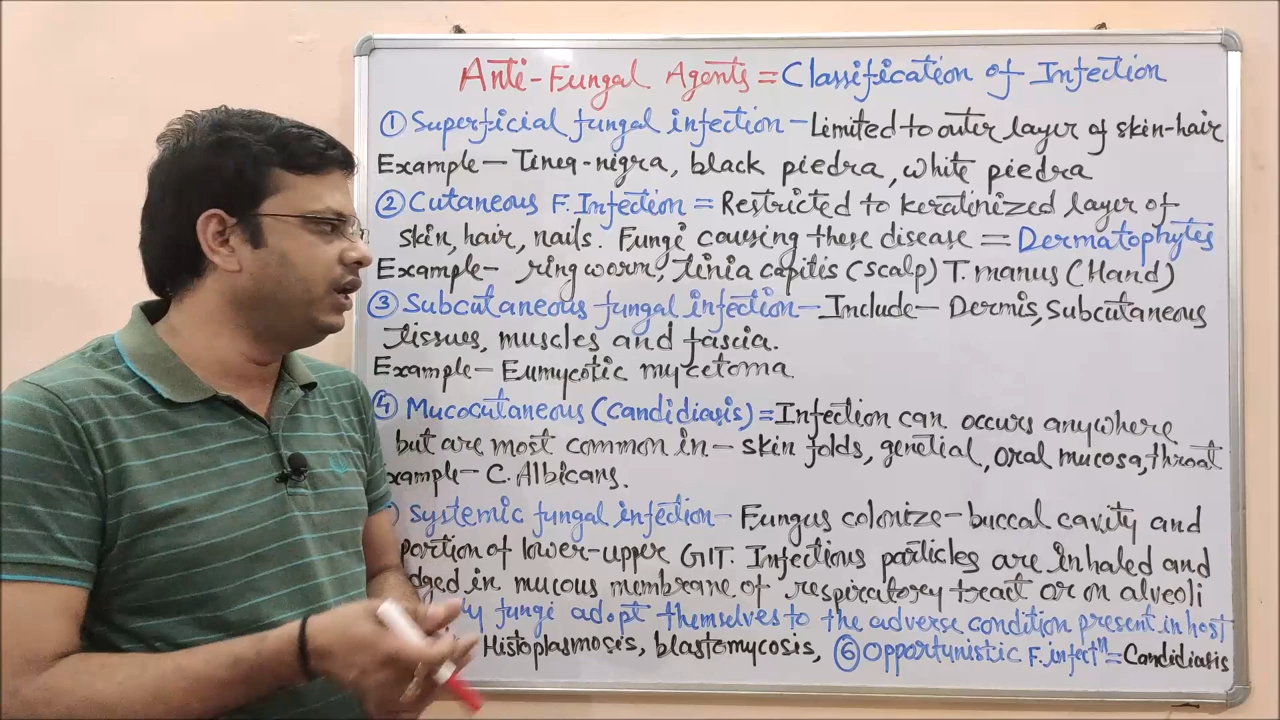 Anti-Fungal Agents = Classification of Infection
① Superficial fungal infection - Limited to outer layer of skin-hair
Example - Tinea-nigra, black piedra, white piedra
② Cutaneous F. Infection = Restricted to keratinized layer of
skin, hair, nails. Fungi causing these disease = Dermatophytes
Example - ring worm, tinia capitis (scalp) T. manus (Hand)
③ Subcutaneous fungal infection - Include - Dermis, Subcutaneous
tissues, muscles and fascia.
Example - Eumycotic mycetoma
④ Mucocutaneous (candidiasis) = Infection can occurs anywhere
but are most common in - skin folds, genetial, oral mucosa, throat
xample - C. Albicans.
Systemic fungal infection - Fungus colonize - buccal cavity and
portion of lower-upper GIT. Infectious particles are inhaled and
dged in mucous membrane of respiratory tract or on alveoli
fungi adopt themselves to the adverse condition present in host
Histoplasmosis, blastomycosis, ⑥ Opportunistic F. infectⁿ = Candidiasis